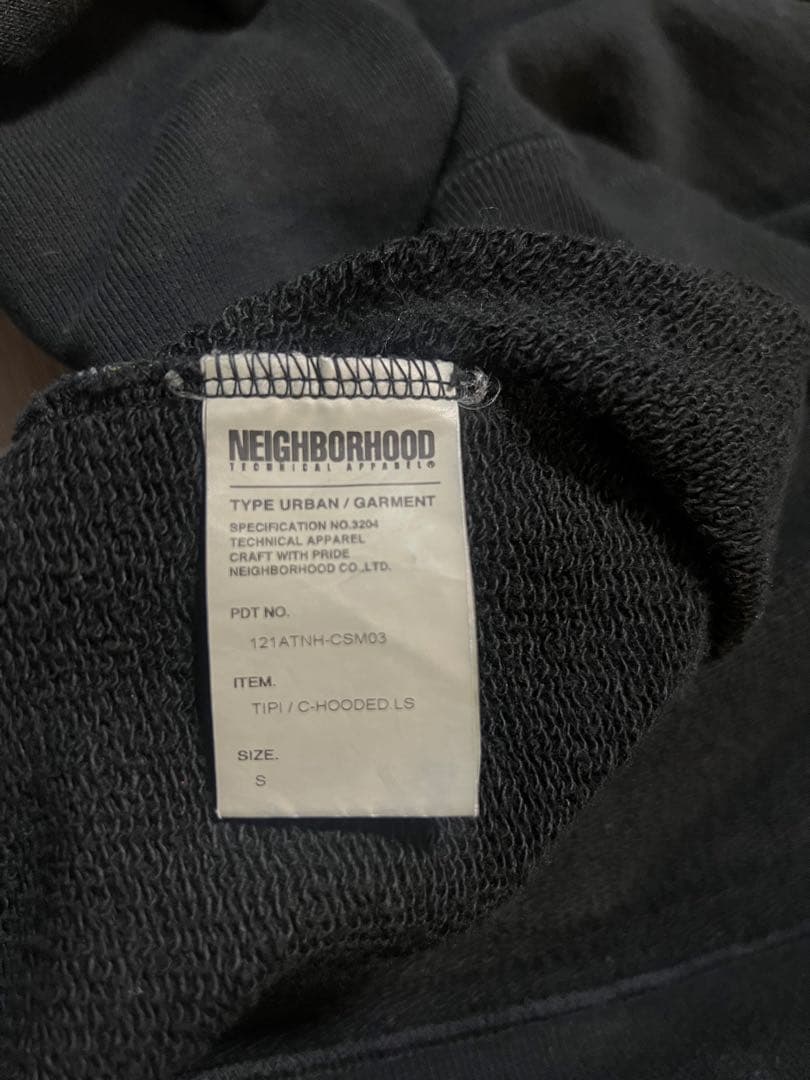 NEIGHBORHOOD
TECHNICAL APPAREL®
TYPE URBAN / GARMENT
SPECIFICATION NO.3204
TECHNICAL APPAREL
CRAFT WITH PRIDE
NEIGHBORHOOD CO.,LTD.
PDT NO.
121ATNH-CSM03
ITEM.
TIPI / C-HOODED.LS
SIZE.
S